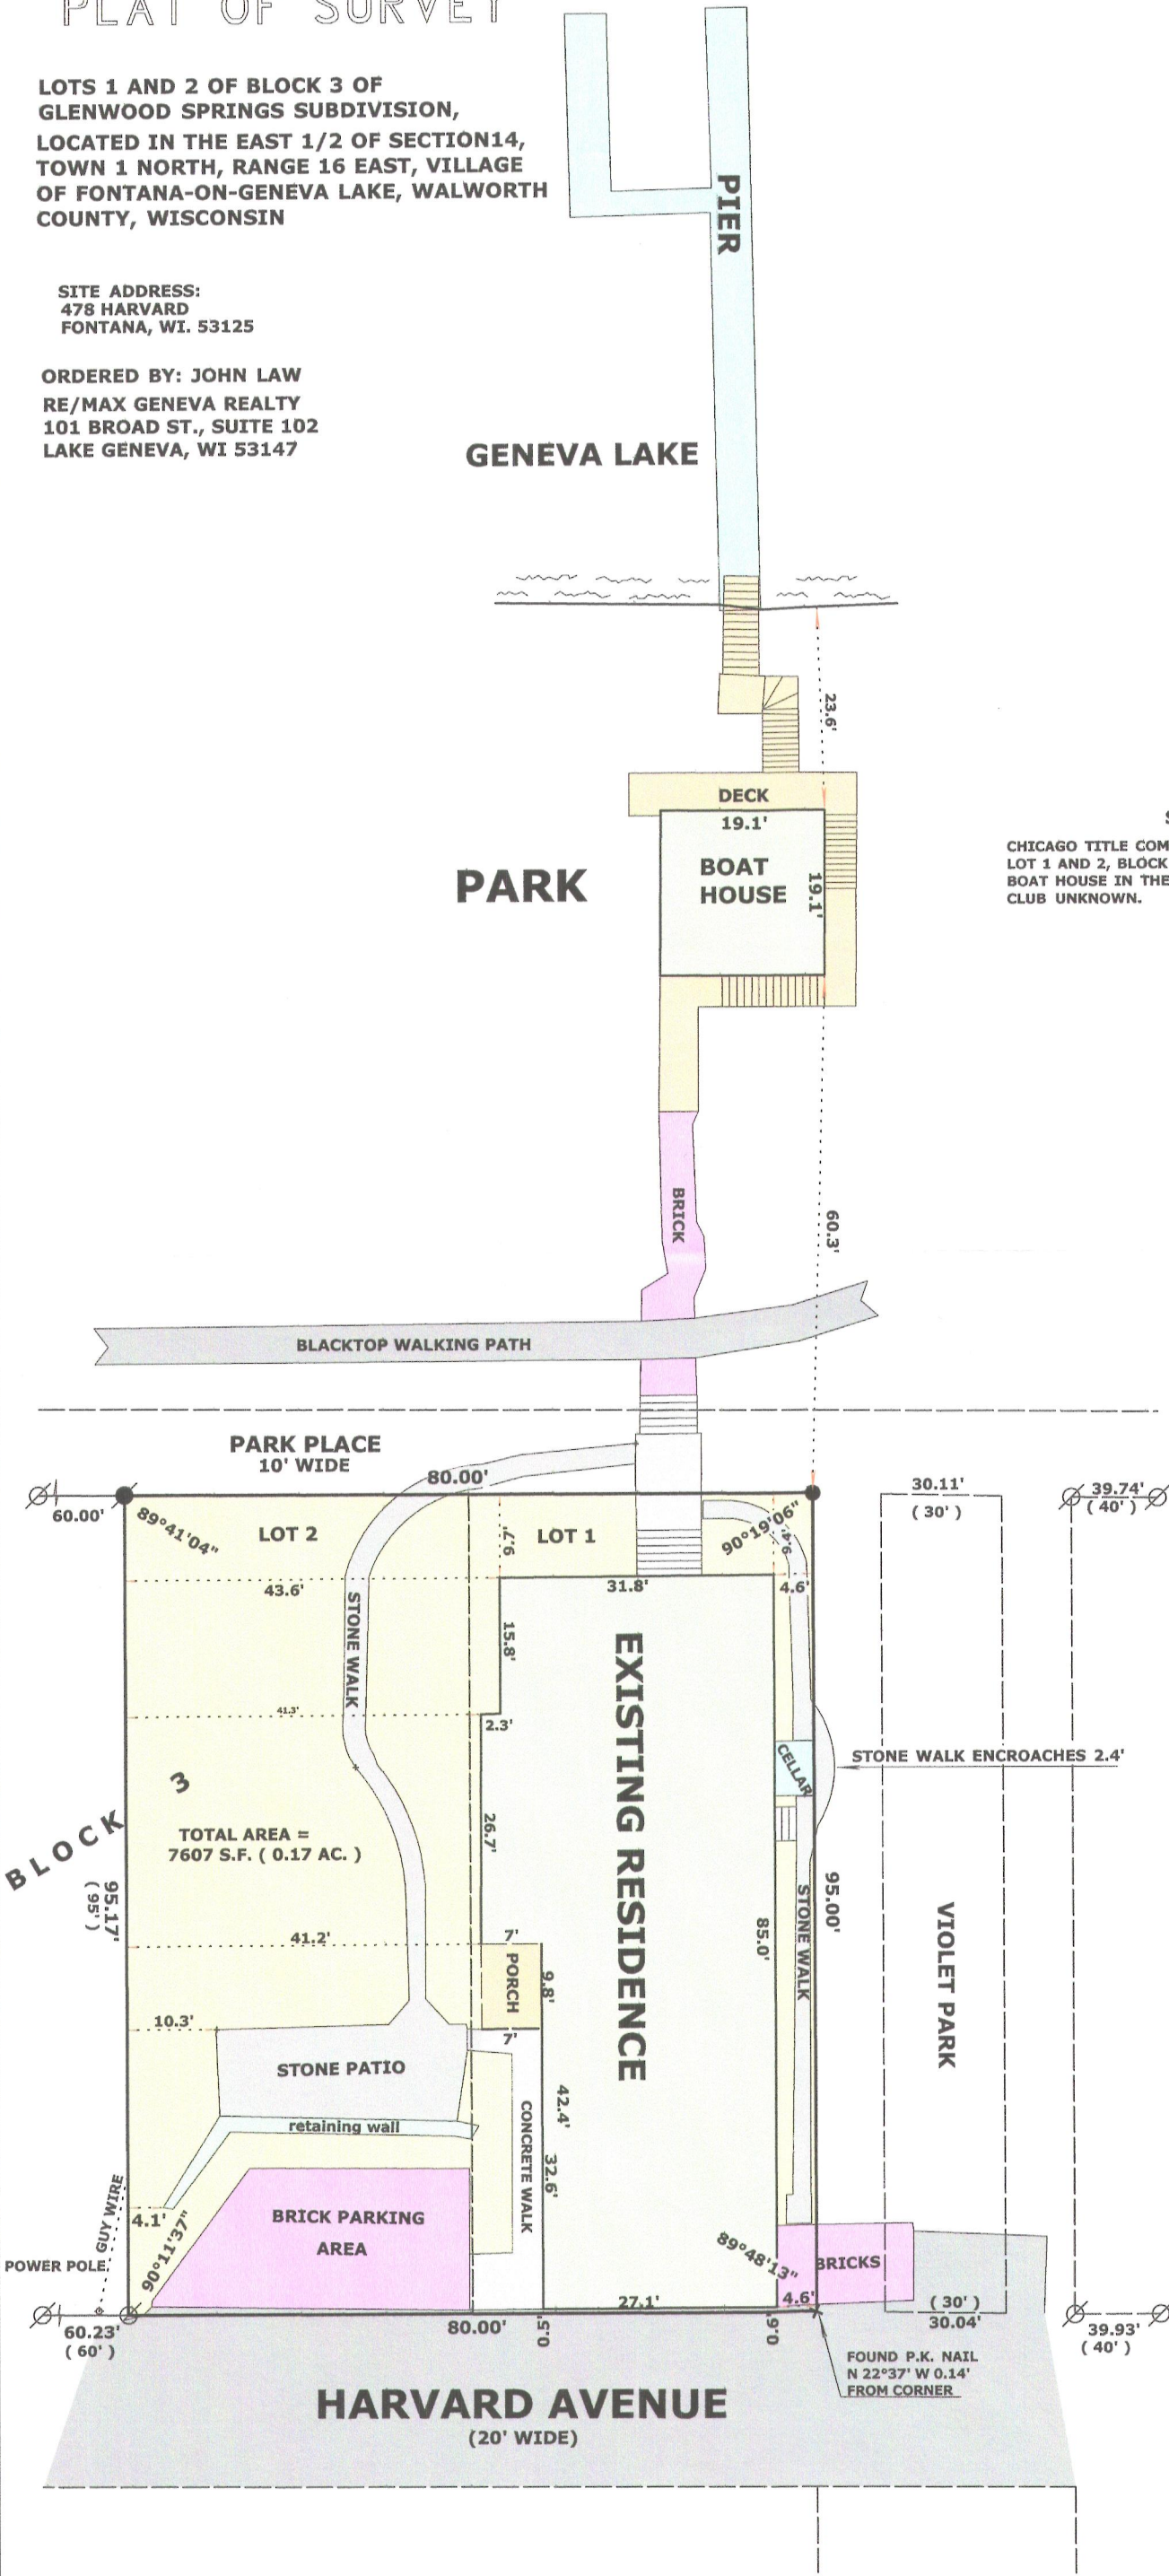 PLAT OF SURVEY
LOTS 1 AND 2 OF BLOCK 3 OF
GLENWOOD SPRINGS SUBDIVISION,
LOCATED IN THE EAST 1/2 OF SECTION14,
TOWN 1 NORTH, RANGE 16 EAST, VILLAGE
OF FONTANA-ON-GENEVA LAKE, WALWORTH
COUNTY, WISCONSIN
SITE ADDRESS:
478 HARVARD
FONTANA, WI. 53125
ORDERED BY: JOHN LAW
RE/MAX GENEVA REALTY
101 BROAD ST., SUITE 102
LAKE GENEVA, WI 53147
PIER
GENEVA LAKE
23.6'
DECK
19.1'
BOAT
HOUSE
19.1'
PARK
S
CHICAGO TITLE COM
LOT 1 AND 2, BLOCK
BOAT HOUSE IN THE
CLUB UNKNOWN.
BRICK
60.3'
BLACKTOP WALKING PATH
PARK PLACE
10' WIDE
80.00'
60.00'
89°41'04"
LOT 2
9.7'
LOT 1
90°19'06"
9.4'
30.11'
( 30' )
39.74'
( 40' )
43.6'
31.8'
4.6'
STONE WALK
15.8'
EXISTING RESIDENCE
41.3'
2.3'
CELLAR
STONE WALK ENCROACHES 2.4'
BLOCK 3
TOTAL AREA =
7607 S.F. ( 0.17 AC. )
26.7'
95.17'
( 95' )
95.00'
STONE WALK
85.0'
VIOLET PARK
41.2'
7'
PORCH
9.8'
10.3'
7'
STONE PATIO
42.4'
CONCRETE WALK
retaining wall
32.6'
GUY WIRE
4.1'
90°11'37"
BRICK PARKING
AREA
POWER POLE
89°48'13"
BRICKS
27.1'
4.6'
( 30' )
30.04'
60.23'
( 60' )
80.00'
0.5'
0.6'
39.93'
( 40' )
FOUND P.K. NAIL
N 22°37' W 0.14'
FROM CORNER
HARVARD AVENUE
(20' WIDE)